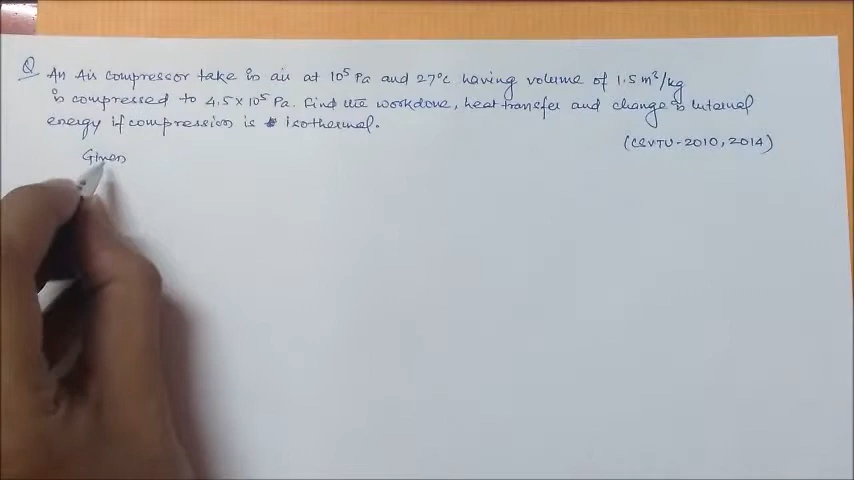 Q An Air compressor take in air at 10⁵ Pa and 27°C having volume of 1.5 m³/kg
is compressed to 4.5 × 10⁵ Pa. Find the workdone, heat transfer and change in internal
energy if compression is isothermal.
(CSVTU-2010, 2014)
Given